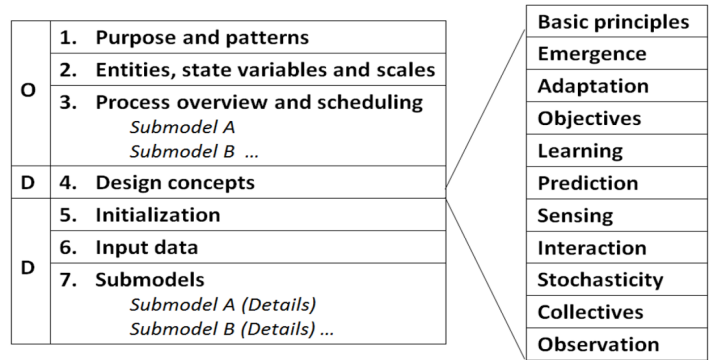 O
1. Purpose and patterns
2. Entities, state variables and scales
3. Process overview and scheduling
Submodel A
Submodel B ...
D
4. Design concepts
D
5. Initialization
6. Input data
7. Submodels
Submodel A (Details)
Submodel B (Details) ...
Basic principles
Emergence
Adaptation
Objectives
Learning
Prediction
Sensing
Interaction
Stochasticity
Collectives
Observation